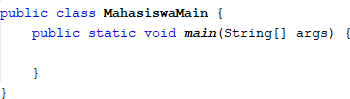 public class MahasiswaMain {
    public static void main(String[] args) {

    }
}